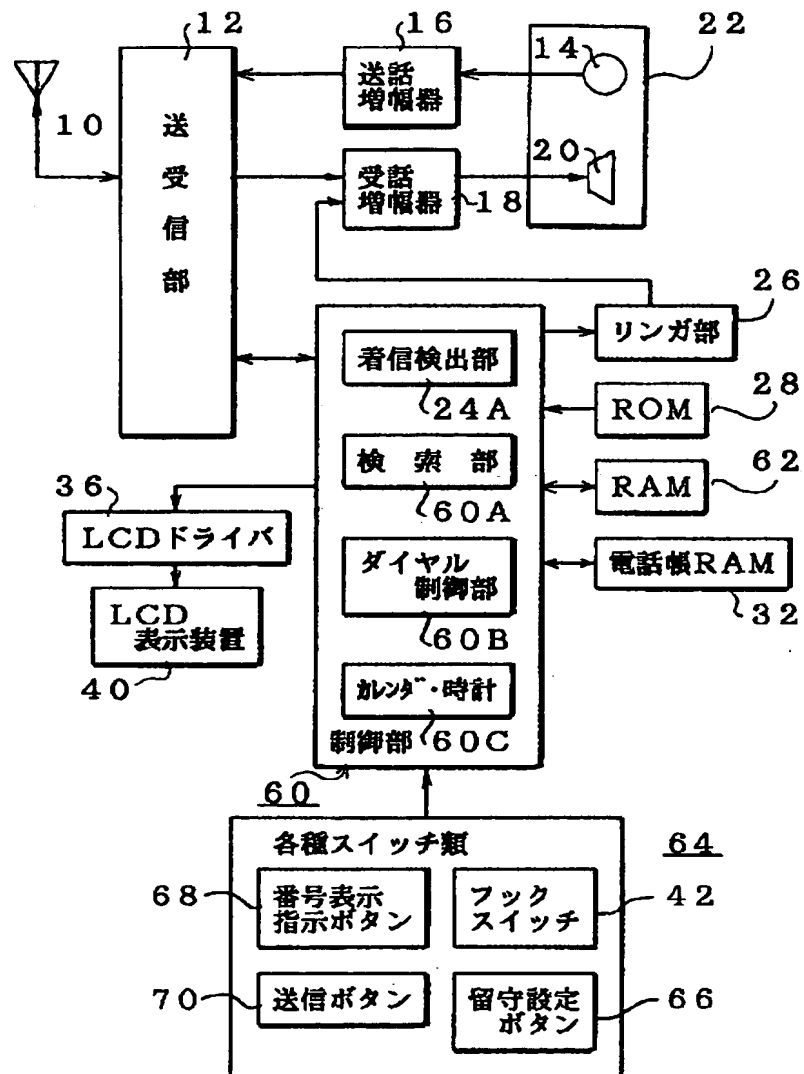 12
16
14
22
送話
増幅器
10
送
受
信
部
20
受話
増幅器
18
26
リンガ部
着信検出部
24A
ROM
28
検 索 部
60A
RAM
62
36
LCDドライバ
ダイヤル
制御部
60B
電話帳RAM
32
LCD
表示装置
40
カレンダ・時計
60C
制御部
60
各種スイッチ類
64
68
番号表示
指示ボタン
フック
スイッチ
42
70
送信ボタン
留守設定
ボタン
66